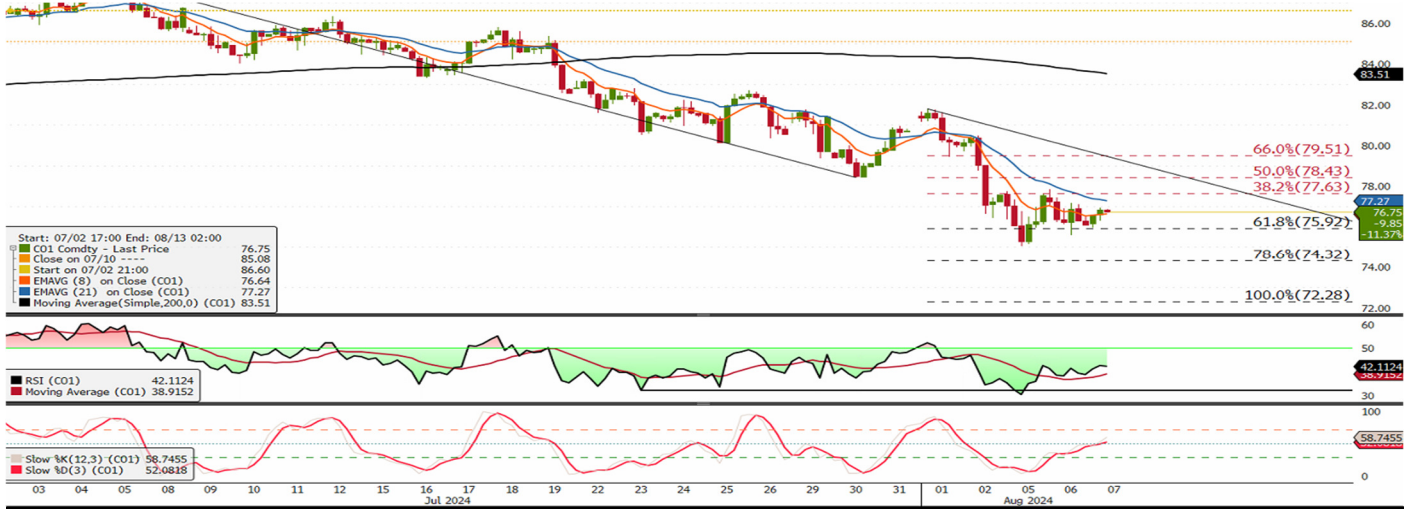 86.00
84.00
83.51
82.00
80.00
66.0%(79.51)
50.0%(78.43)
78.00
38.2%(77.63)
77.27
76.75
-9.85
-11.37%
61.8%(75.92)
78.6%(74.32)
74.00
100.0%(72.28)
72.00
Start: 07/02 17:00 End: 08/13 02:00
CO1 Comdty - Last Price 76.75
Close on 07/10 ---- 85.08
Start on 07/02 21:00 86.60
EMAVG (8) on Close (CO1) 76.64
EMAVG (21) on Close (CO1) 77.27
Moving Average(Simple,200,0) (CO1) 83.51
60
50
42.1124
38.9152
30
RSI (CO1) 42.1124
Moving Average (CO1) 38.9152
100
58.7455
52.0818
0
Slow %K(12,3) (CO1) 58.7455
Slow %D(3) (CO1) 52.0818
03 04 05 08 09 10 11 12 15 16 17 18 19 22 23 24 25 26 29 30 31 01 02 05 06 07
Jul 2024 Aug 2024